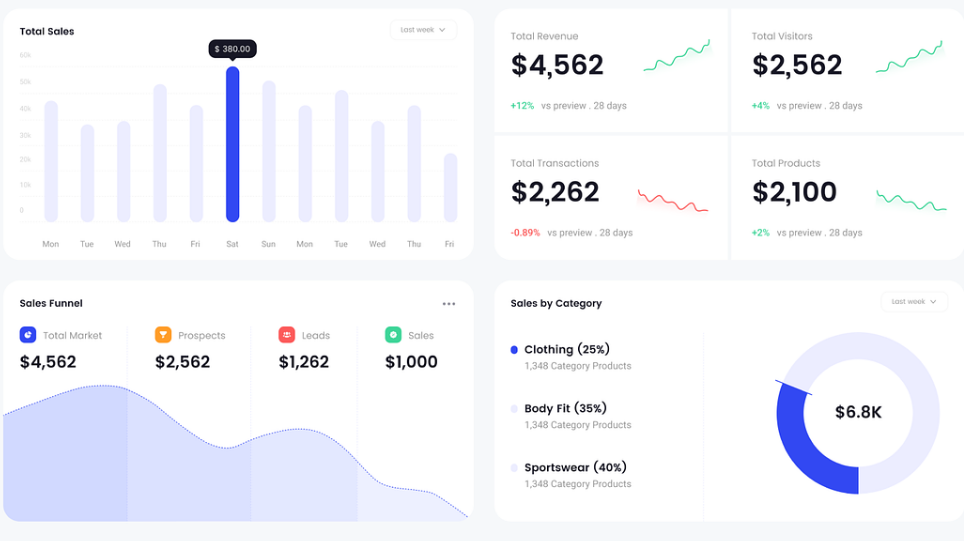 Total Sales
Last week
$ 380.00
60k
50k
40k
30k
20k
10k
0
Mon Tue Wed Thu Fri Sat Sun Mon Tue Wed Thu Fri
Total Revenue
$4,562
+12% vs preview . 28 days
Total Visitors
$2,562
+4% vs preview . 28 days
Total Transactions
$2,262
-0.89% vs preview . 28 days
Total Products
$2,100
+2% vs preview . 28 days
Sales Funnel
Total Market
$4,562
Prospects
$2,562
Leads
$1,262
Sales
$1,000
Sales by Category
Last week
Clothing (25%)
1,348 Category Products
Body Fit (35%)
1,348 Category Products
Sportswear (40%)
1,348 Category Products
$6.8K